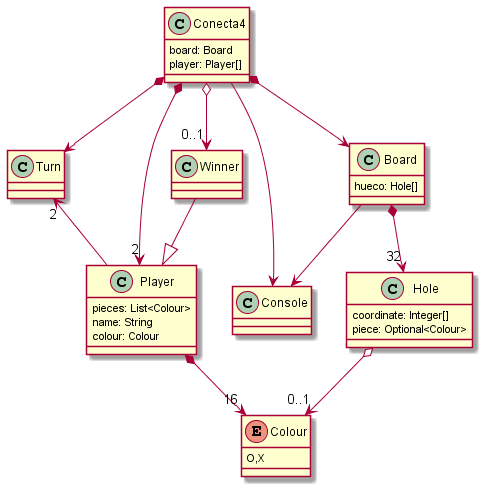 C Conecta4
board: Board
player: Player[]
0..1
C Turn
C Winner
C Board
hueco: Hole[]
2
2
32
C Player
pieces: List<Colour>
name: String
colour: Colour
C Console
C Hole
coordinate: Integer[]
piece: Optional<Colour>
16
0..1
E Colour
O,X